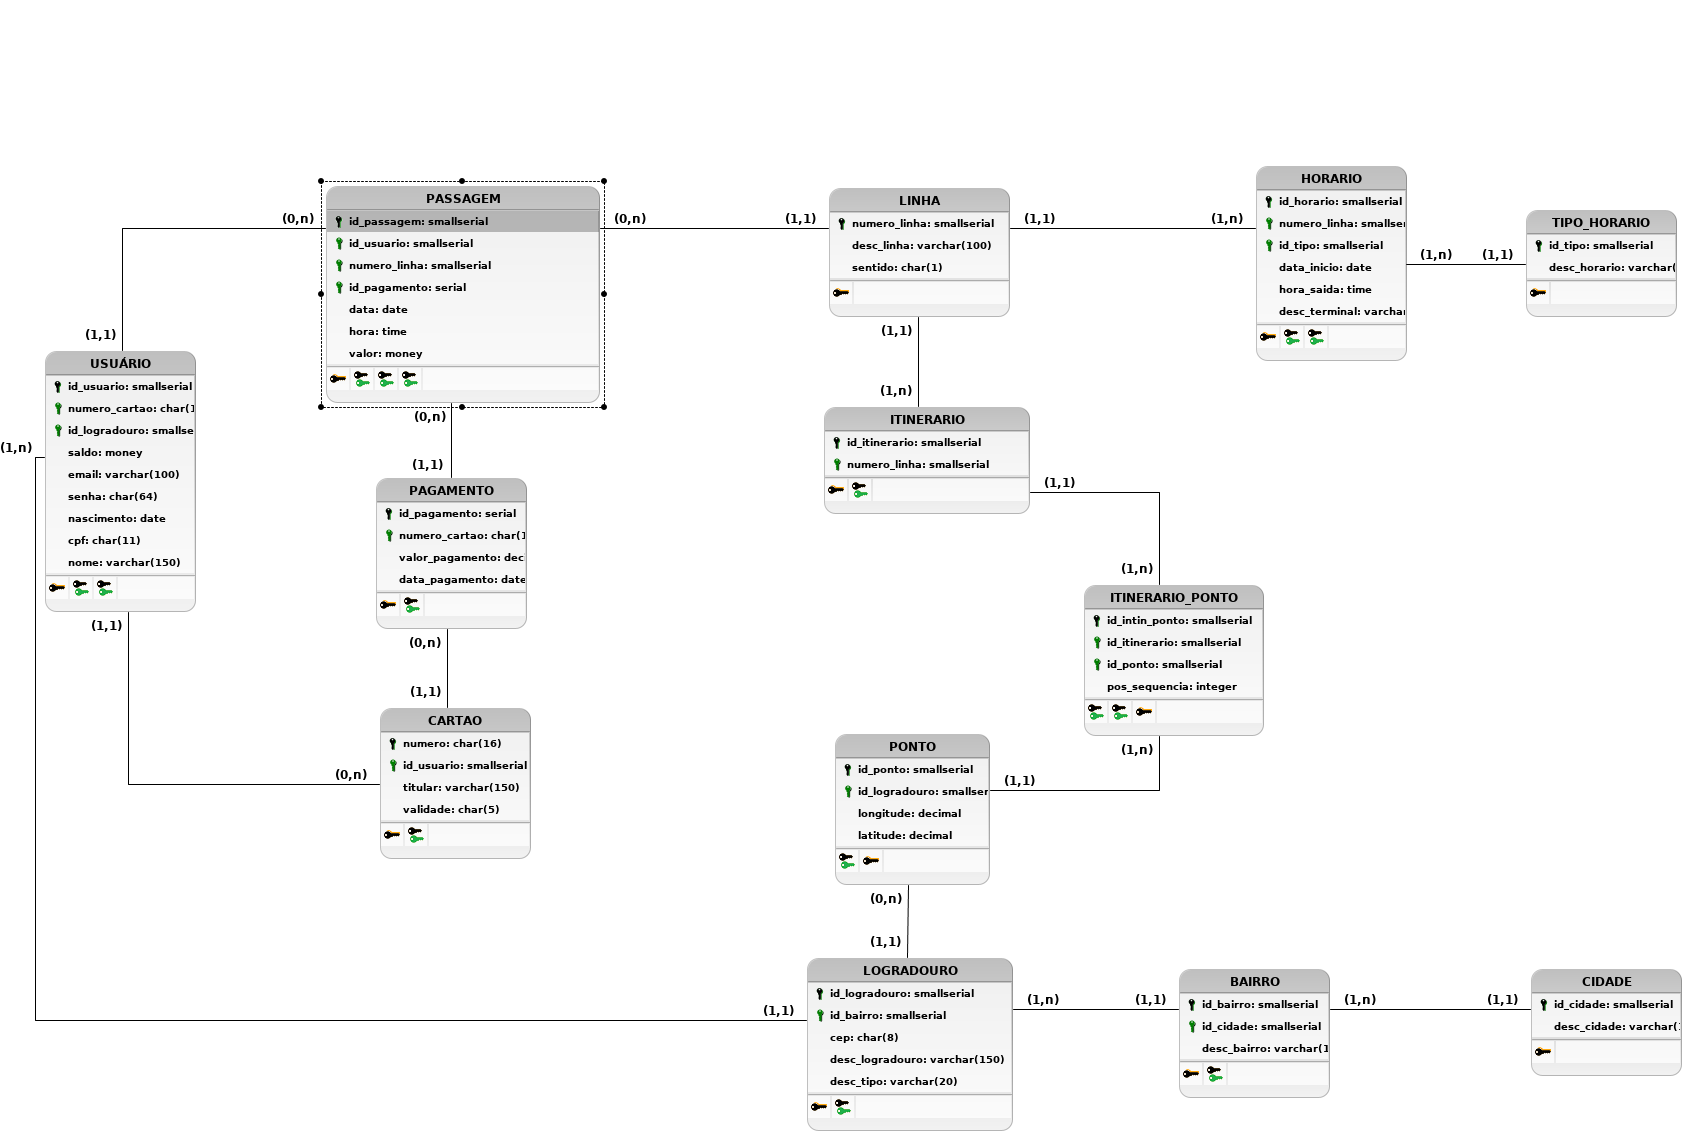 PASSAGEM
id_passagem: smallserial
id_usuario: smallserial
numero_linha: smallserial
id_pagamento: serial
data: date
hora: time
valor: money
(0,n)
(1,1)
(0,n)
(1,1)
(0,n)
(1,1)
LINHA
numero_linha: smallserial
desc_linha: varchar(100)
sentido: char(1)
(1,1)
(1,n)
(1,1)
(1,n)
HORARIO
id_horario: smallserial
numero_linha: smallser
id_tipo: smallserial
data_inicio: date
hora_saida: time
desc_terminal: varchar
(1,n)
(1,1)
TIPO_HORARIO
id_tipo: smallserial
desc_horario: varchar(
USUÁRIO
id_usuario: smallserial
numero_cartao: char(1
id_logradouro: smallse
saldo: money
email: varchar(100)
senha: char(64)
nascimento: date
cpf: char(11)
nome: varchar(150)
(1,n)
(1,1)
(1,1)
(0,n)
PAGAMENTO
id_pagamento: serial
numero_cartao: char(1
valor_pagamento: dec
data_pagamento: date
(0,n)
(1,1)
CARTAO
numero: char(16)
id_usuario: smallserial
titular: varchar(150)
validade: char(5)
ITINERARIO
id_itinerario: smallserial
numero_linha: smallserial
(1,1)
(1,n)
ITINERARIO_PONTO
id_intin_ponto: smallserial
id_itinerario: smallserial
id_ponto: smallserial
pos_sequencia: integer
(1,n)
(1,1)
PONTO
id_ponto: smallserial
id_logradouro: smallser
longitude: decimal
latitude: decimal
(0,n)
(1,1)
LOGRADOURO
id_logradouro: smallserial
id_bairro: smallserial
cep: char(8)
desc_logradouro: varchar(150)
desc_tipo: varchar(20)
(1,n)
(1,1)
BAIRRO
id_bairro: smallserial
id_cidade: smallserial
desc_bairro: varchar(1
(1,n)
(1,1)
CIDADE
id_cidade: smallserial
desc_cidade: varchar(